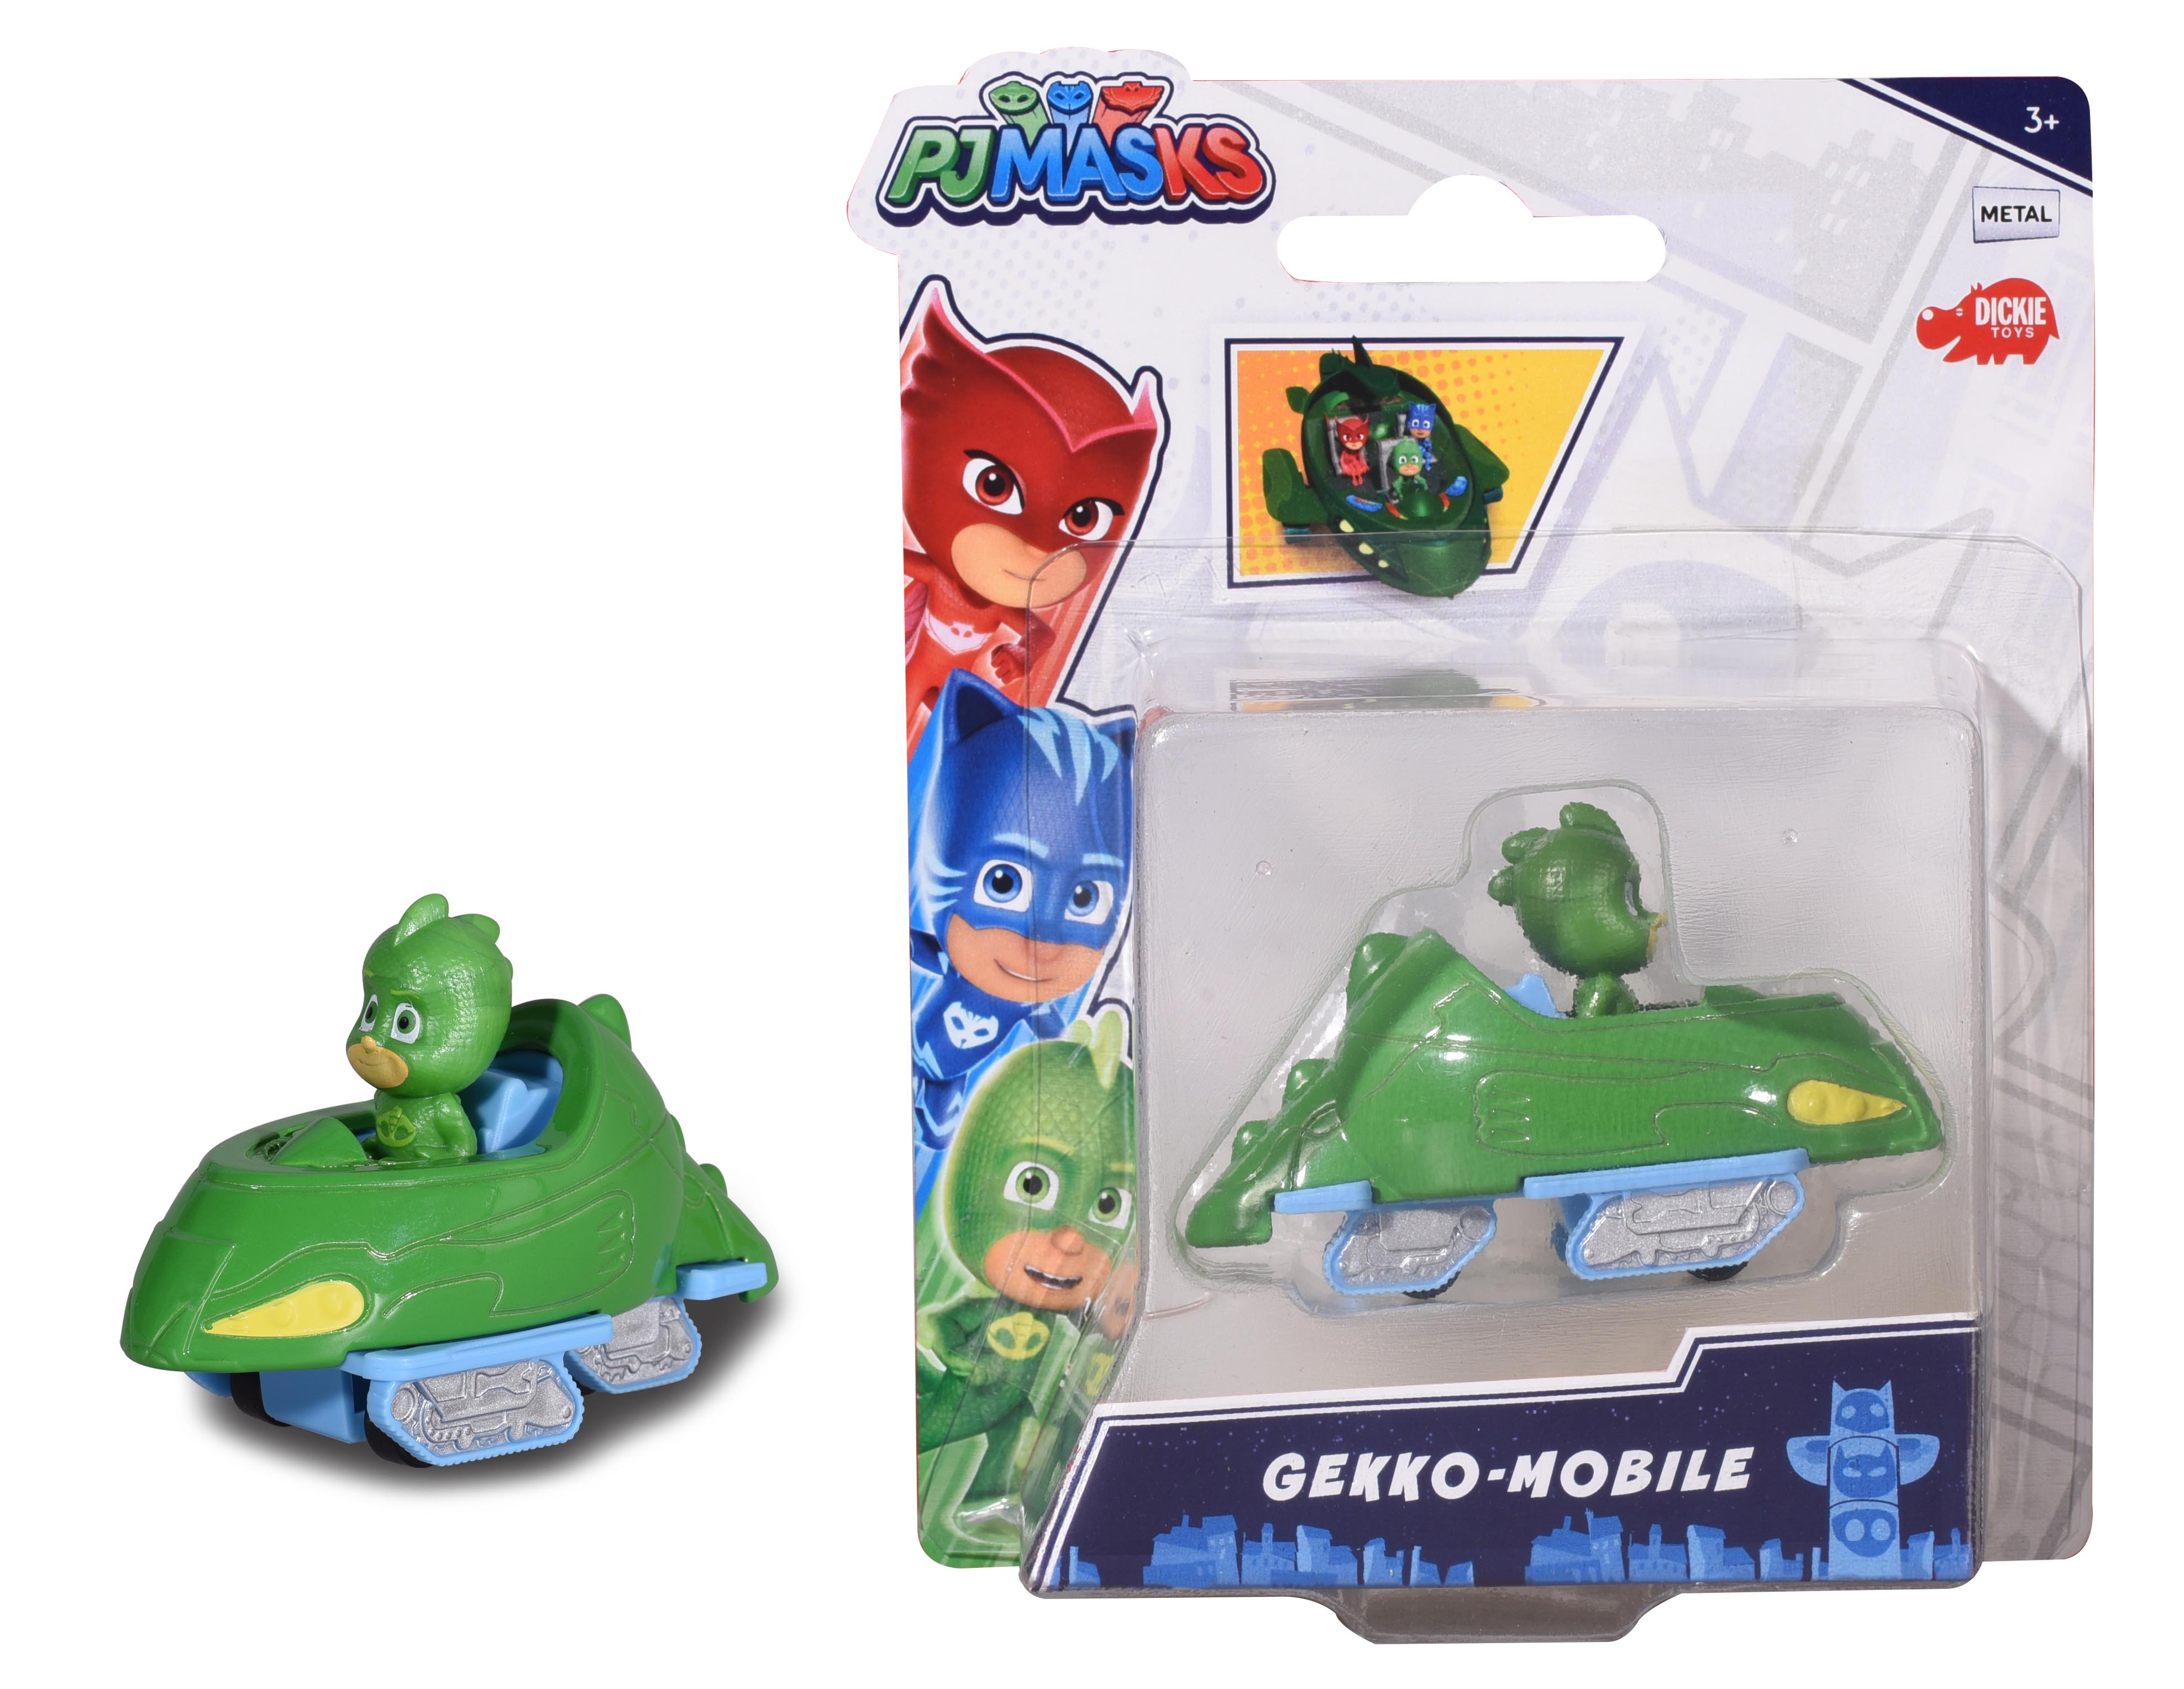 PJMASKS
3+
METAL
DICKIE
TOYS
GEKKO-MOBILE